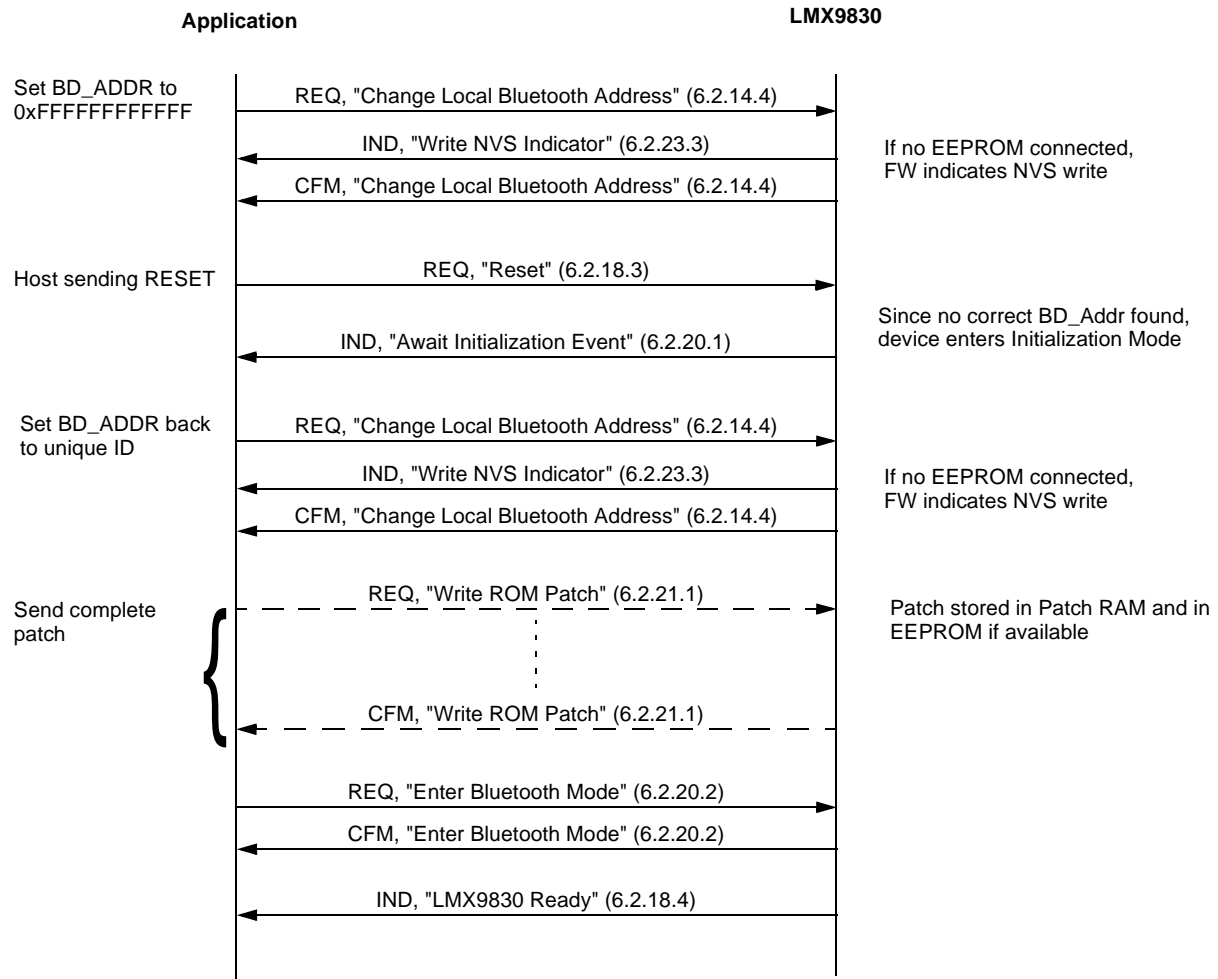 Application
LMX9830
Set BD_ADDR to
0xFFFFFFFFFFFF
REQ, "Change Local Bluetooth Address" (6.2.14.4)
IND, "Write NVS Indicator" (6.2.23.3)
If no EEPROM connected,
FW indicates NVS write
CFM, "Change Local Bluetooth Address" (6.2.14.4)
Host sending RESET
REQ, "Reset" (6.2.18.3)
Since no correct BD_Addr found,
device enters Initialization Mode
IND, "Await Initialization Event" (6.2.20.1)
Set BD_ADDR back
to unique ID
REQ, "Change Local Bluetooth Address" (6.2.14.4)
IND, "Write NVS Indicator" (6.2.23.3)
If no EEPROM connected,
FW indicates NVS write
CFM, "Change Local Bluetooth Address" (6.2.14.4)
Send complete
patch
REQ, "Write ROM Patch" (6.2.21.1)
Patch stored in Patch RAM and in
EEPROM if available
CFM, "Write ROM Patch" (6.2.21.1)
REQ, "Enter Bluetooth Mode" (6.2.20.2)
CFM, "Enter Bluetooth Mode" (6.2.20.2)
IND, "LMX9830 Ready" (6.2.18.4)